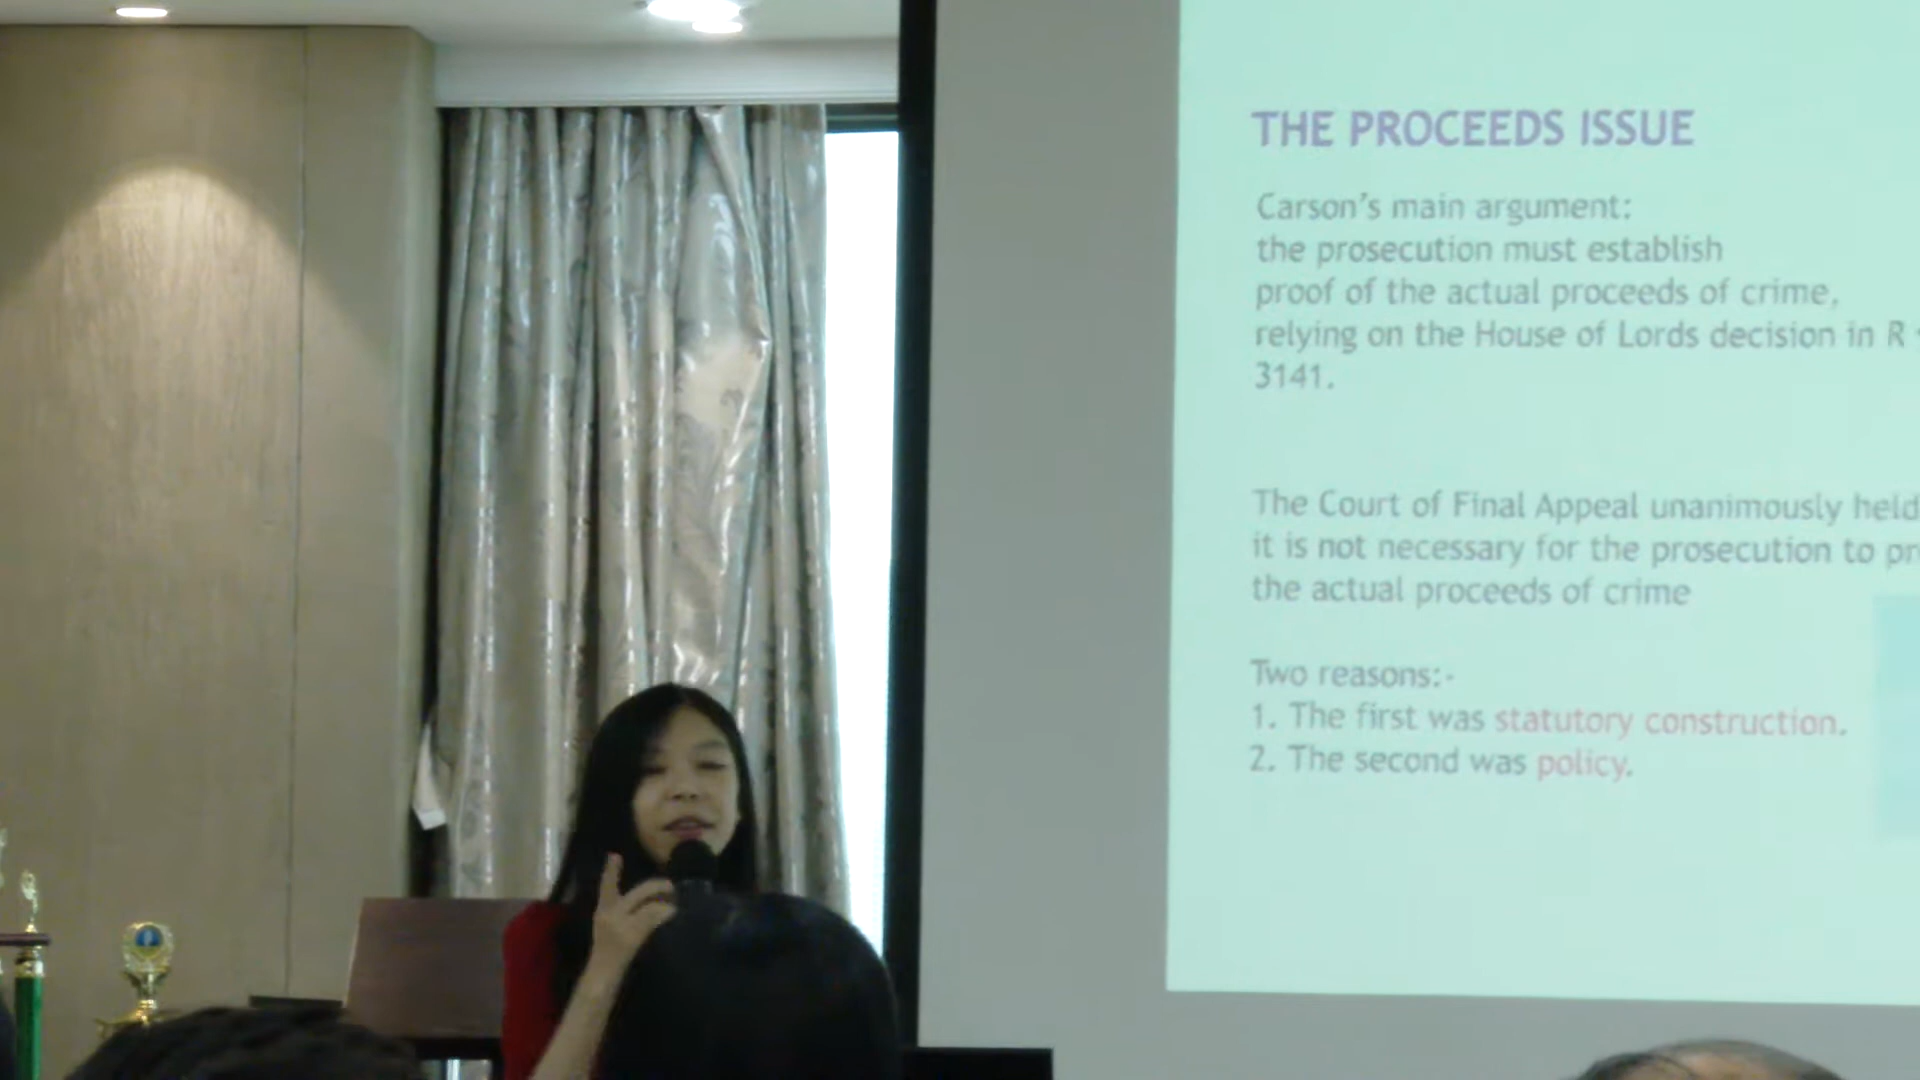 THE PROCEEDS ISSUE
Carson's main argument:
the prosecution must establish
proof of the actual proceeds of crime,
relying on the House of Lords decision in R
3141.
The Court of Final Appeal unanimously held
it is not necessary for the prosecution to
the actual proceeds of crime
Two reasons:-
1. The first was statutory construction.
2. The second was policy.